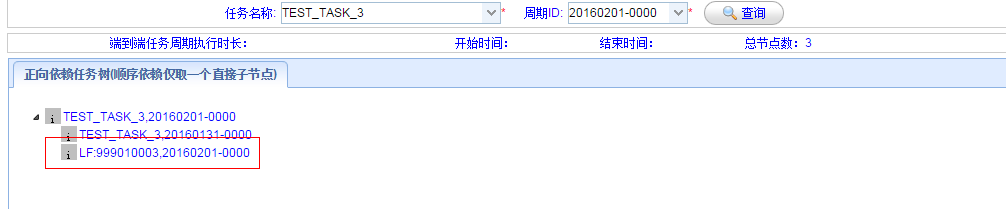 任务名称: TEST_TASK_3 * 周期ID: 20160201-0000 * 查询
端到端任务周期执行时长: 开始时间: 结束时间: 总节点数: 3
正向依赖任务树(顺序依赖仅取一个直接子节点)
i TEST_TASK_3,20160201-0000
i TEST_TASK_3,20160131-0000
i LF:999010003,20160201-0000